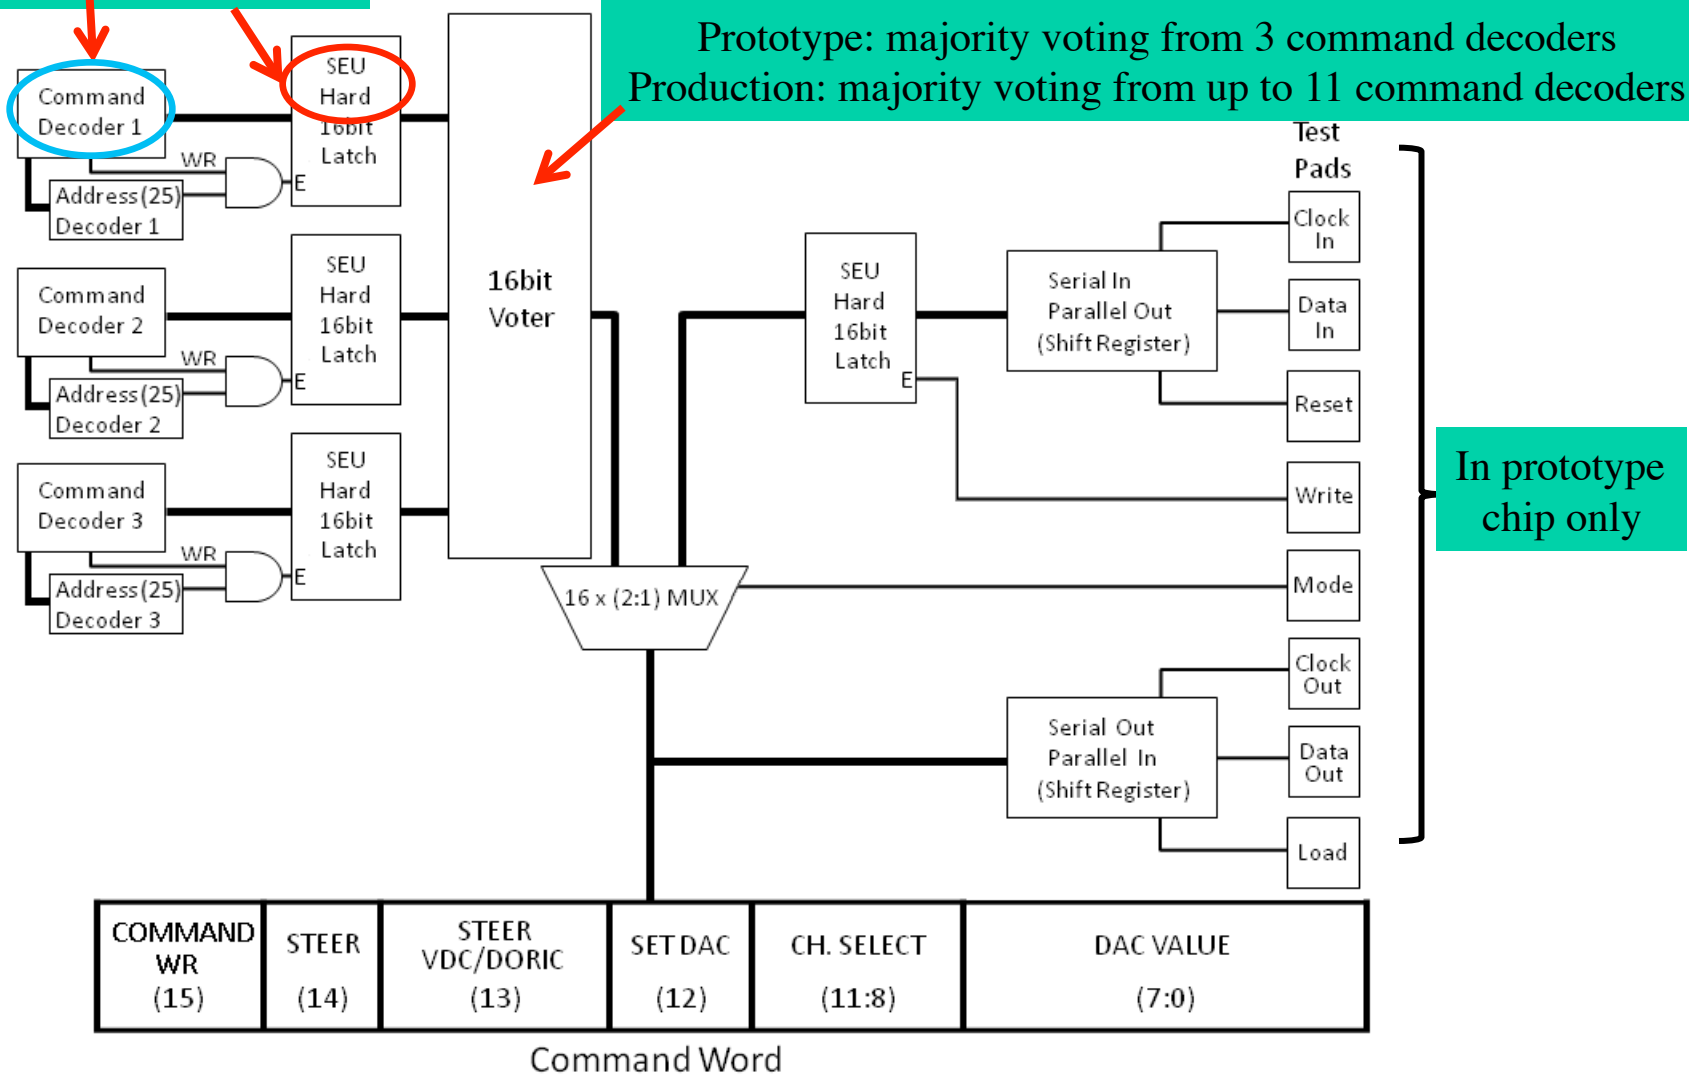 Prototype: majority voting from 3 command decoders
Production: majority voting from up to 11 command decoders
Command
Decoder 1
WR
Address(25)
Decoder 1
E
SEU
Hard
16bit
Latch
Command
Decoder 2
WR
Address(25)
Decoder 2
E
SEU
Hard
16bit
Latch
Command
Decoder 3
WR
Address(25)
Decoder 3
E
SEU
Hard
16bit
Latch
16bit
Voter
16 x (2:1) MUX
SEU
Hard
16bit
Latch
E
Serial In
Parallel Out
(Shift Register)
Serial Out
Parallel In
(Shift Register)
Test
Pads
Clock
In
Data
In
Reset
Write
Mode
Clock
Out
Data
Out
Load
In prototype
chip only
COMMAND
WR
(15)
STEER
(14)
STEER
VDC/DORIC
(13)
SET DAC
(12)
CH. SELECT
(11:8)
DAC VALUE
(7:0)
Command Word